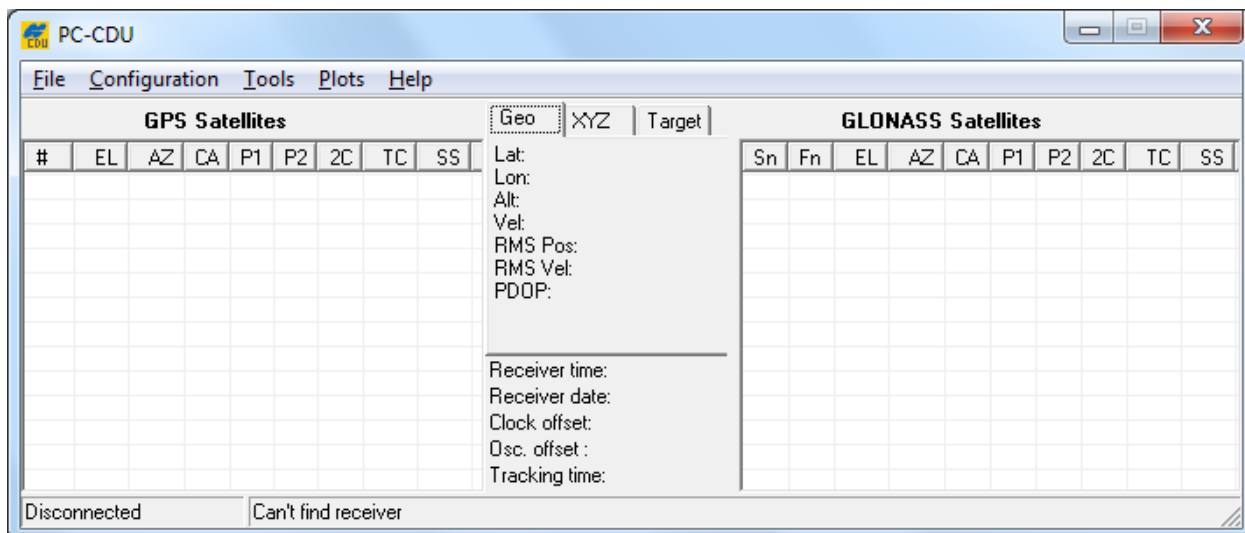 CDU PC-CDU
File Configuration Tools Plots Help
GPS Satellites
# EL AZ CA P1 P2 2C TC SS
Geo XYZ Target
Lat:
Lon:
Alt:
Vel:
RMS Pos:
RMS Vel:
PDOP:
Receiver time:
Receiver date:
Clock offset:
Osc. offset :
Tracking time:
GLONASS Satellites
Sn Fn EL AZ CA P1 P2 2C TC SS
Disconnected Can't find receiver